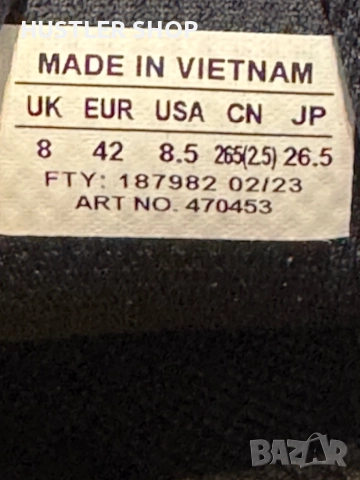 HUSTLER SHOP
MADE IN VIETNAM
UK EUR USA CN JP
8 42 8.5 265(2.5) 26.5
FTY: 187982 02/23
ART NO. 470453
BAZAR